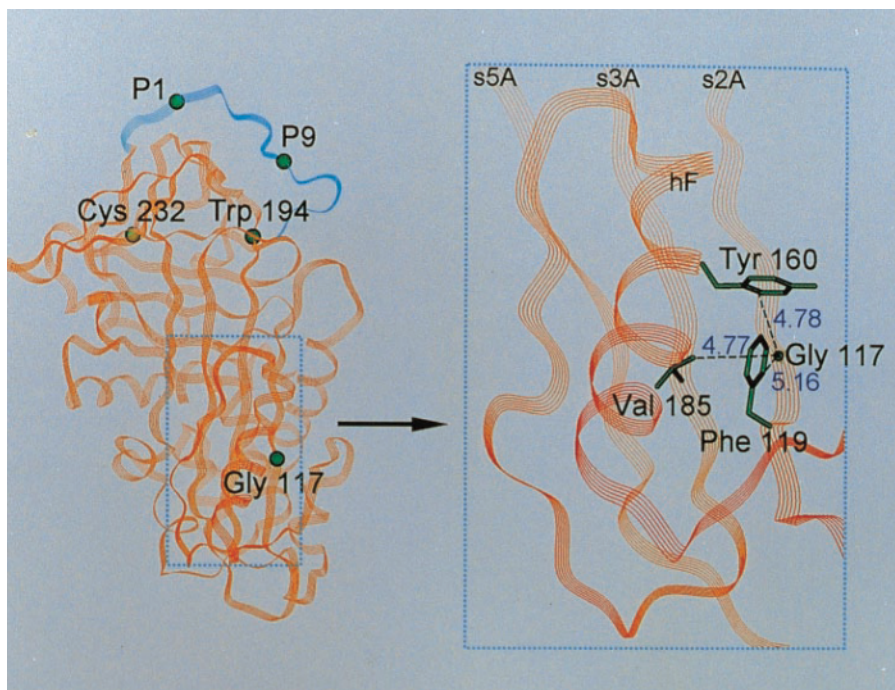 P1
P9
Cys 232
Trp 194
Gly 117
s5A
s3A
s2A
hF
Tyr 160
4.78
4.77
Gly 117
5.16
Val 185
Phe 119